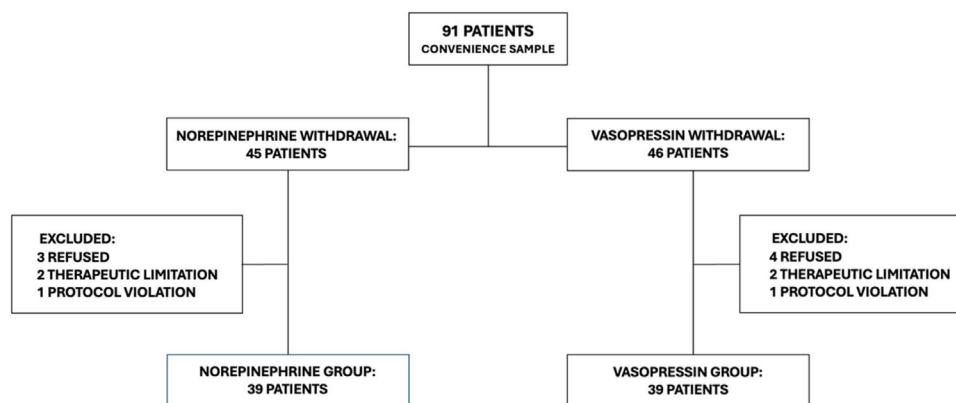 91 PATIENTS
CONVENIENCE SAMPLE
NOREPINEPHRINE WITHDRAWAL:
45 PATIENTS
VASOPRESSIN WITHDRAWAL:
46 PATIENTS
EXCLUDED:
3 REFUSED
2 THERAPEUTIC LIMITATION
1 PROTOCOL VIOLATION
EXCLUDED:
4 REFUSED
2 THERAPEUTIC LIMITATION
1 PROTOCOL VIOLATION
NOREPINEPHRINE GROUP:
39 PATIENTS
VASOPRESSIN GROUP:
39 PATIENTS